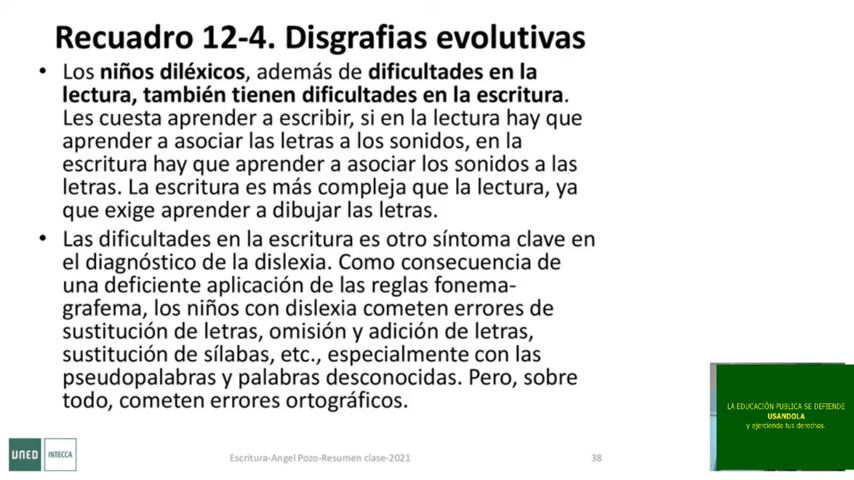 Recuadro 12-4. Disgrafias evolutivas
• Los niños diléxicos, además de dificultades en la
lectura, también tienen dificultades en la escritura.
Les cuesta aprender a escribir, si en la lectura hay que
aprender a asociar las letras a los sonidos, en la
escritura hay que aprender a asociar los sonidos a las
letras. La escritura es más compleja que la lectura, ya
que exige aprender a dibujar las letras.
• Las dificultades en la escritura es otro síntoma clave en
el diagnóstico de la dislexia. Como consecuencia de
una deficiente aplicación de las reglas fonema-
grafema, los niños con dislexia cometen errores de
sustitución de letras, omisión y adición de letras,
sustitución de sílabas, etc., especialmente con las
pseudopalabras y palabras desconocidas. Pero, sobre
todo, cometen errores ortográficos.
LA EDUCACIÓN PUBLICA SE DEFIENDE
USANDOLA
y ejerciendo tus derechos.
UNED INTECCA
Escritura-Angel Pozo-Resumen clase-2021
38